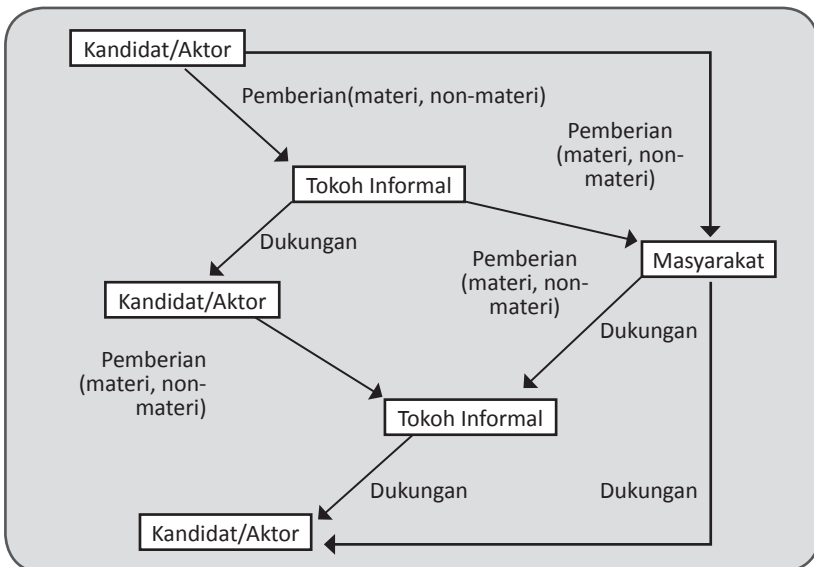 Kandidat/Aktor
Pemberian(materi, non-materi)
Pemberian
(materi, non-
materi)
Tokoh Informal
Dukungan
Pemberian
(materi, non-
materi)
Masyarakat
Kandidat/Aktor
Dukungan
Pemberian
(materi, non-
materi)
Tokoh Informal
Dukungan
Dukungan
Kandidat/Aktor